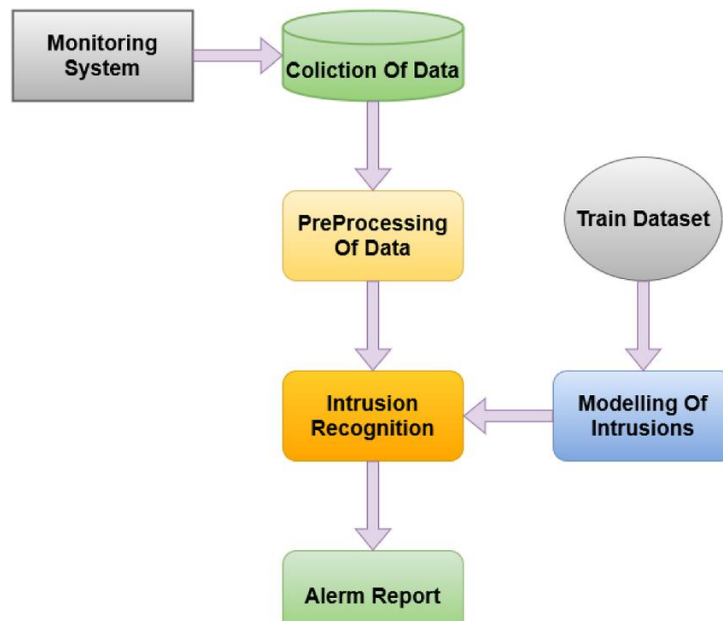 Monitoring
System
Coliction Of Data
PreProcessing
Of Data
Train Dataset
Intrusion
Recognition
Modelling Of
Intrusions
Alerm Report